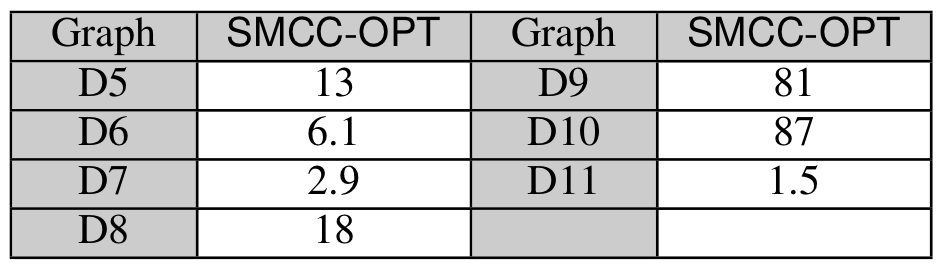 Graph SMCC-OPT Graph SMCC-OPT
D5 13 D9 81
D6 6.1 D10 87
D7 2.9 D11 1.5
D8 18